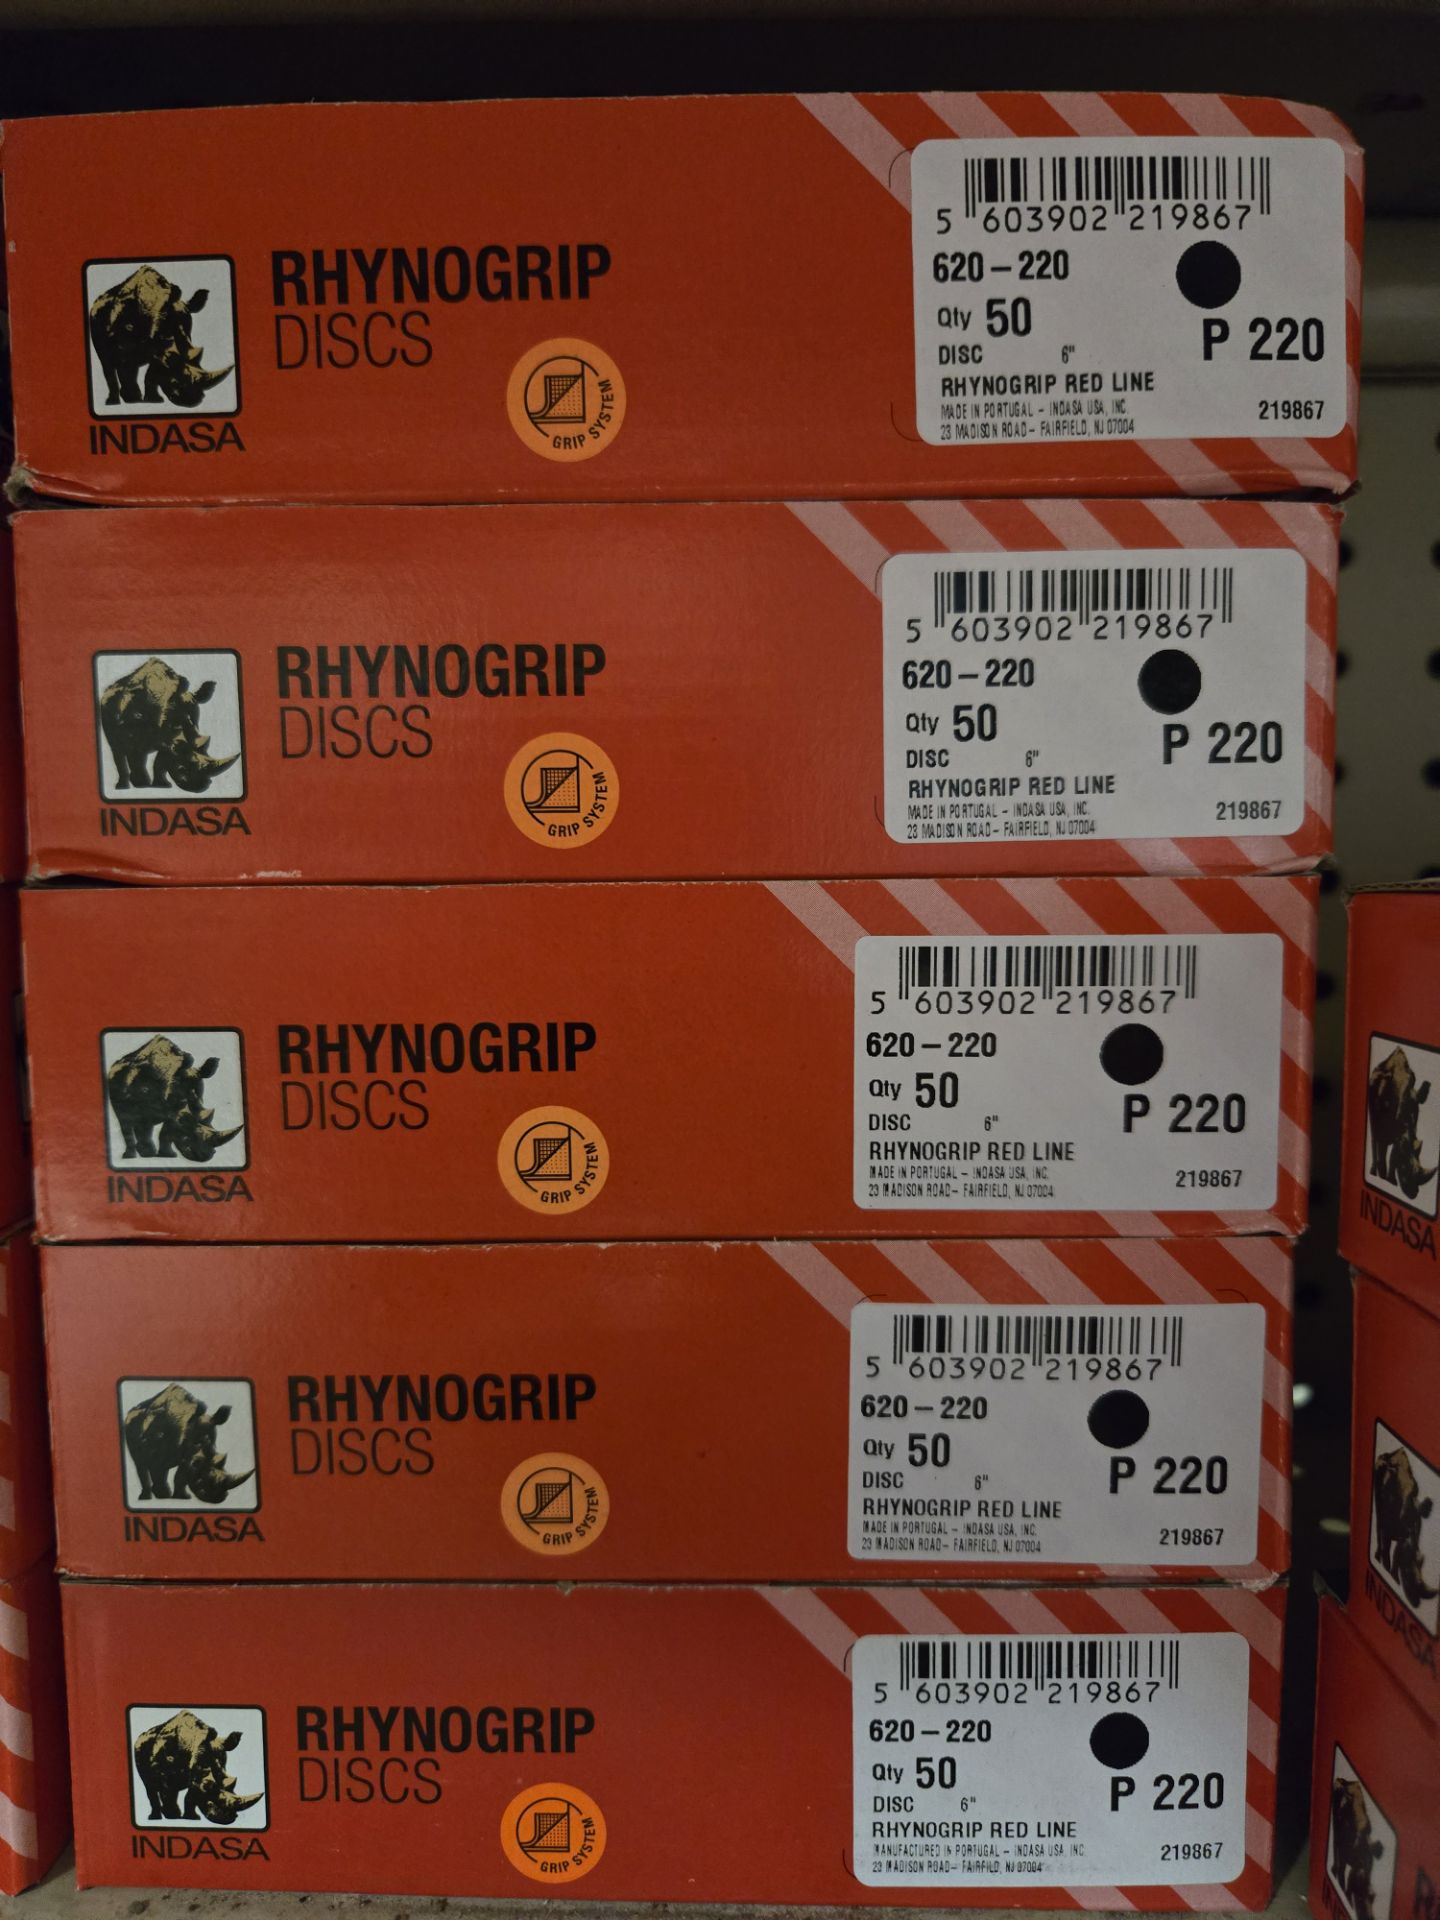 RHYNOGRIP
DISCS
INDASA
GRIP SYSTEM
5 603902 219867
620-220
Qty 50
DISC 6"
P 220
RHYNOGRIP RED LINE
MADE IN PORTUGAL - INDASA USA, INC.
23 MADISON ROAD- FAIRFIELD, NJ 07004
219867
RHYNOGRIP
DISCS
INDASA
GRIP SYSTEM
5 603902 219867
620-220
Qty 50
DISC 6"
P 220
RHYNOGRIP RED LINE
MADE IN PORTUGAL - INDASA USA, INC.
23 MADISON ROAD- FAIRFIELD, NJ 07004
219867
RHYNOGRIP
DISCS
INDASA
GRIP SYSTEM
5 603902 219867
620-220
Qty 50
DISC 6"
P 220
RHYNOGRIP RED LINE
MADE IN PORTUGAL - INDASA USA, INC.
23 MADISON ROAD- FAIRFIELD, NJ 07004
219867
RHYNOGRIP
DISCS
INDASA
GRIP SYSTEM
5 603902 219867
620-220
Qty 50
DISC 6"
P 220
RHYNOGRIP RED LINE
MADE IN PORTUGAL - INDASA USA, INC.
23 MADISON ROAD- FAIRFIELD, NJ 07004
219867
RHYNOGRIP
DISCS
INDASA
GRIP SYSTEM
5 603902 219867
620-220
Qty 50
DISC 6"
P 220
RHYNOGRIP RED LINE
MANUFACTURED IN PORTUGAL - INDASA USA, INC.
23 MADISON ROAD- FAIRFILD, NJ 07004
219867
INDASA
INDASA